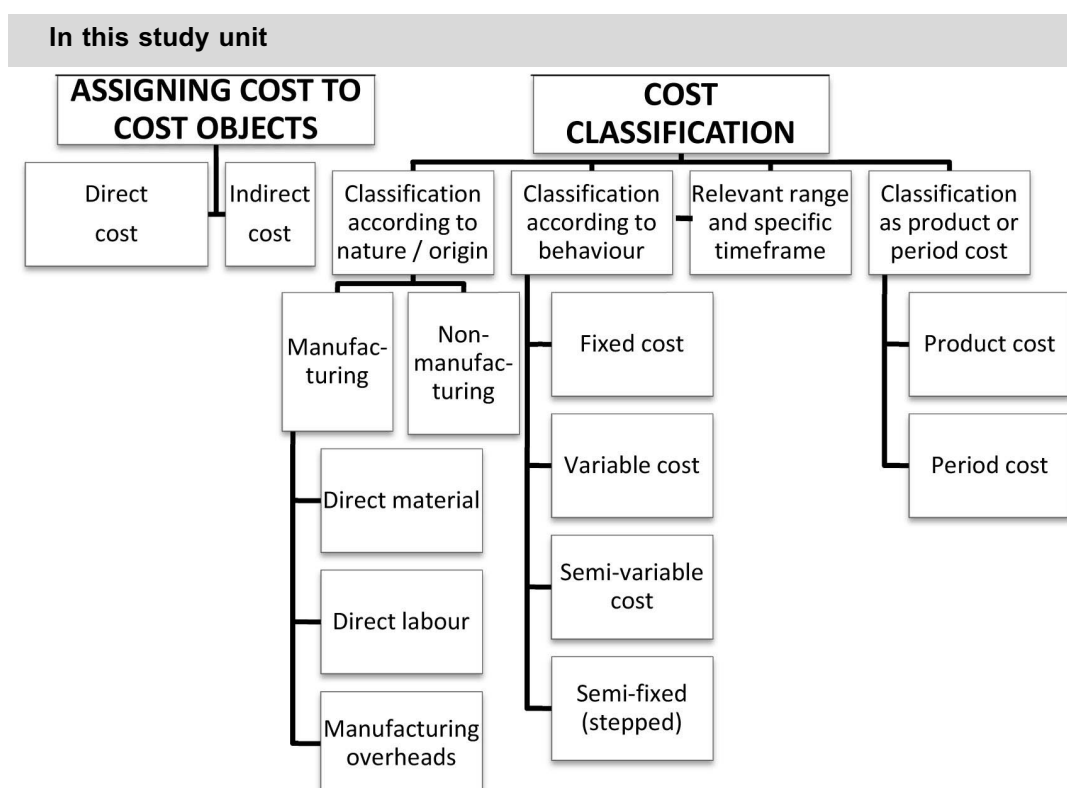 In this study unit
ASSIGNING COST TO
COST OBJECTS
COST
CLASSIFICATION
Direct
cost
Indirect
cost
Classification
according to
nature / origin
Classification
according to
behaviour
Relevant range
and specific
timeframe
Classification
as product or
period cost
Manufac-
turing
Non-
manufac-
turing
Direct material
Direct labour
Manufacturing
overheads
Fixed cost
Variable cost
Semi-variable
cost
Semi-fixed
(stepped)
Product cost
Period cost